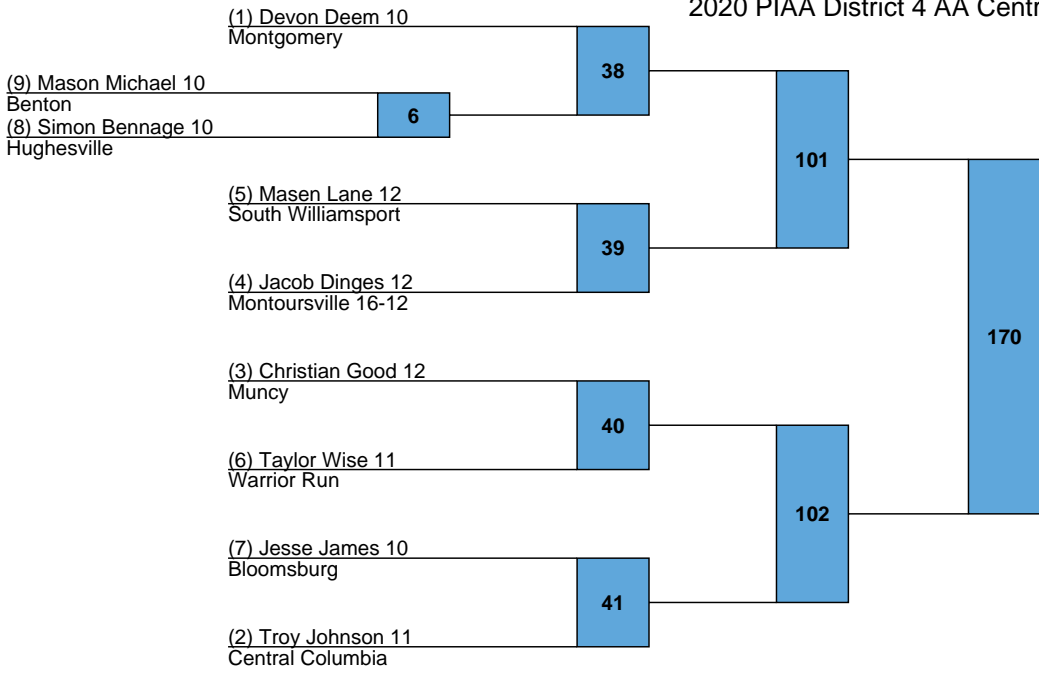 2020 PIAA District 4 AA Centr
(1) Devon Deem 10
Montgomery
38
(9) Mason Michael 10
Benton
6
(8) Simon Bennage 10
Hughesville
101
(5) Masen Lane 12
South Williamsport
39
(4) Jacob Dinges 12
Montoursville 16-12
170
(3) Christian Good 12
Muncy
40
(6) Taylor Wise 11
Warrior Run
102
(7) Jesse James 10
Bloomsburg
41
(2) Troy Johnson 11
Central Columbia